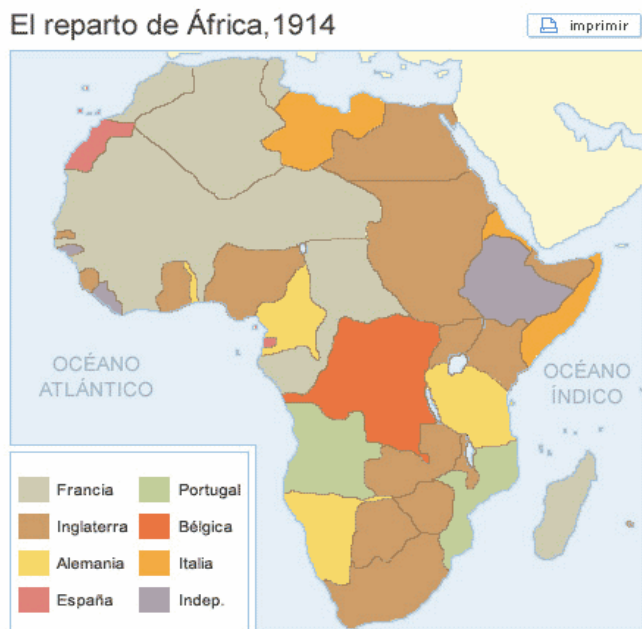 El reparto de África,1914
imprimir
OCÉANO
ATLÁNTICO
OCÉANO
ÍNDICO
Francia
Portugal
Inglaterra
Bélgica
Alemania
Italia
España
Indep.